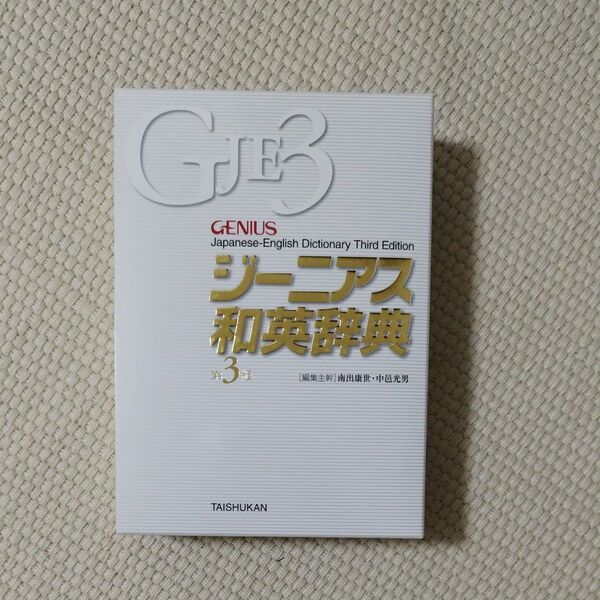 GJE3
GENIUS
Japanese-English Dictionary Third Edition
ジーニアス
和英辞典
第3版
［編集主幹］南出康世・中邑光男
TAISHUKAN